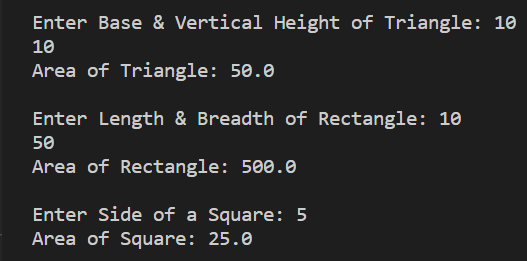 Enter Base & Vertical Height of Triangle: 10
10
Area of Triangle: 50.0
Enter Length & Breadth of Rectangle: 10
50
Area of Rectangle: 500.0
Enter Side of a Square: 5
Area of Square: 25.0